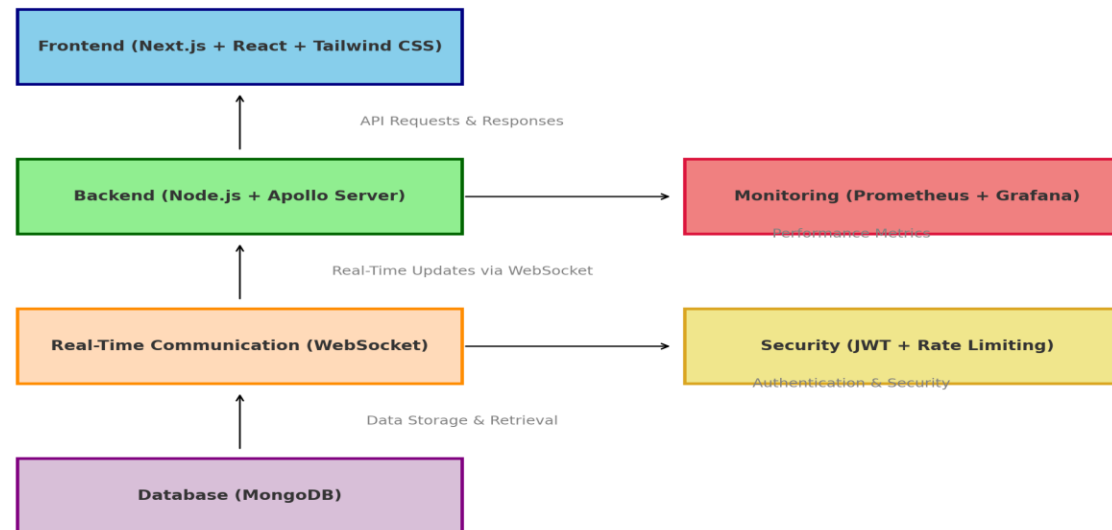 Frontend (Next.js + React + Tailwind CSS)
API Requests & Responses
Backend (Node.js + Apollo Server)
Monitoring (Prometheus + Grafana)
Performance Metrics
Real-Time Updates via WebSocket
Real-Time Communication (WebSocket)
Security (JWT + Rate Limiting)
Authentication & Security
Data Storage & Retrieval
Database (MongoDB)